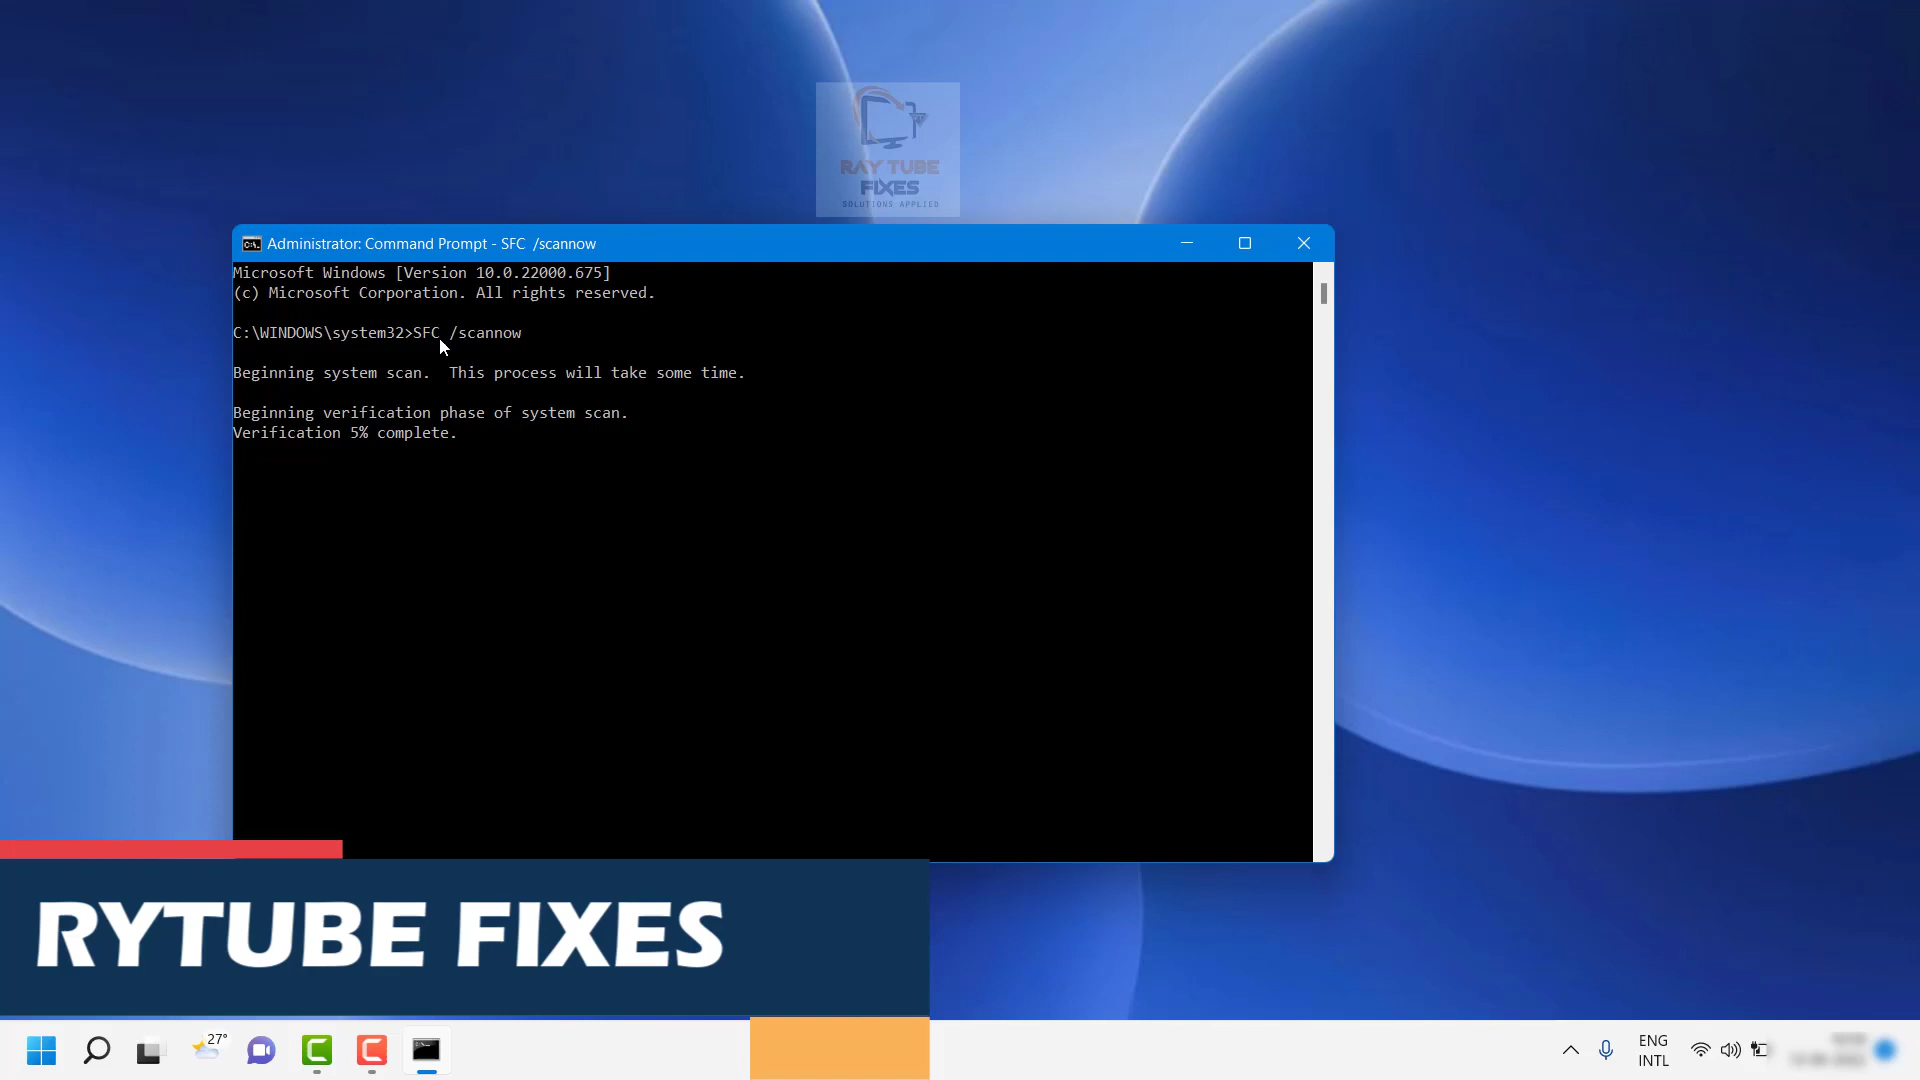 RAY TUBE
FIXES
SOLUTIONS APPLIED
Administrator: Command Prompt - SFC  /scannow
Microsoft Windows [Version 10.0.22000.675]
(c) Microsoft Corporation. All rights reserved.
C:\WINDOWS\system32>SFC /scannow
Beginning system scan.  This process will take some time.
Beginning verification phase of system scan.
Verification 5% complete.
RYTUBE FIXES
27°
ENG
INTL